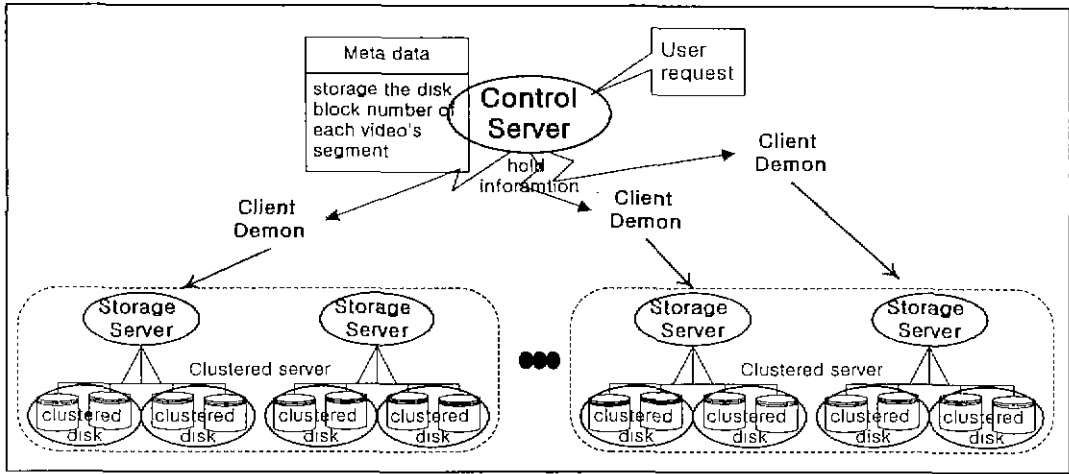 Meta data
storage the disk
block number of
each video's
segment
User
request
Control
Server
hold
inforamtion
Client
Demon
Client
Demon
Client
Demon
Storage
Server
Storage
Server
Storage
Server
Storage
Server
Clustered server
Clustered server
clustered
disk
clustered
disk
clustered
disk
clustered
disk
clustered
disk
clustered
disk
clustered
disk
clustered
disk